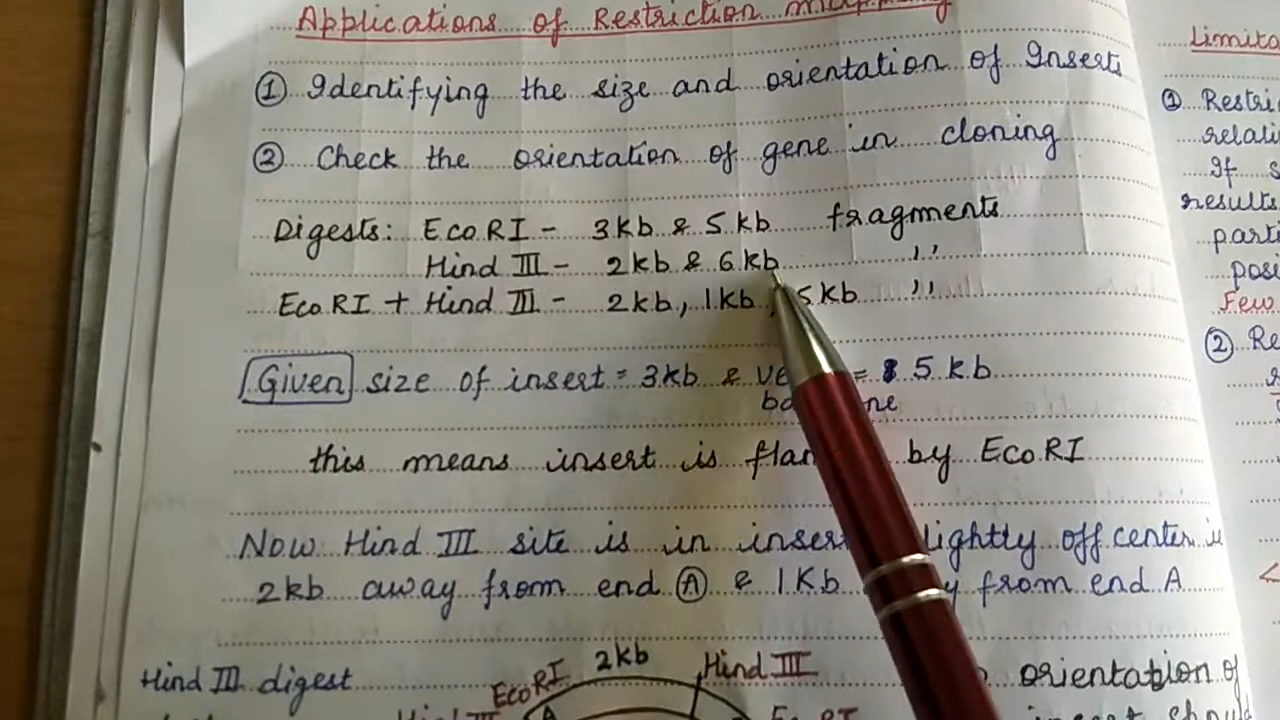 Applications of Restriction mapping
① Identifying the size and orientation of Inserts
② Check the orientation of gene in cloning
Digests: EcoRI - 3kb & 5kb fragments
Hind III - 2kb & 6kb ,,
EcoRI + Hind III - 2kb, 1kb, 5kb ,,
Given size of insert = 3kb & = 5kb
this means insert is by EcoRI
Now Hind III site is in off center is
2kb away from end Ⓐ & 1Kb from end A
Hind III digest
EcoRI 2kb Hind III
A
orientation of
① Restri
relati
If s
results
parti
posi
Few
② Re